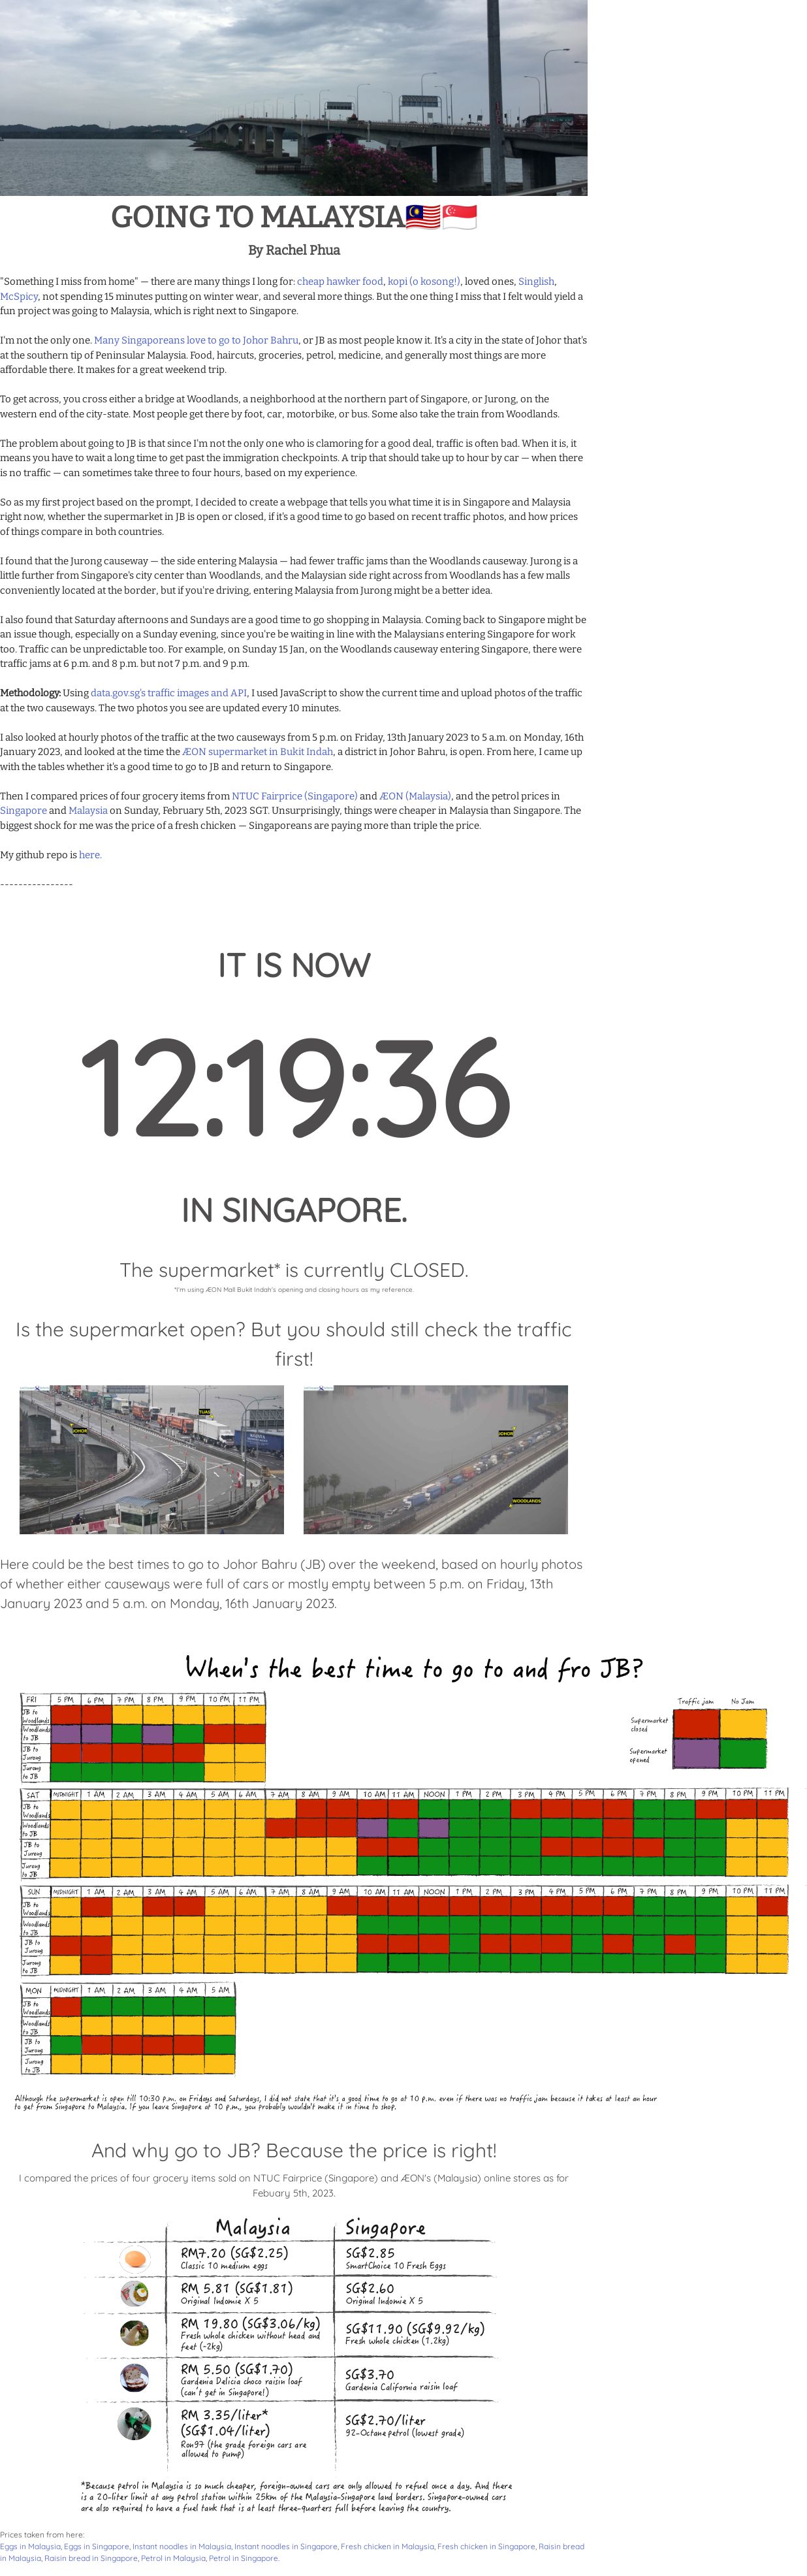 GOING TO MALAYSIA🇲🇾🇸🇬
By Rachel Phua
"Something I miss from home" — there are many things I long for: cheap hawker food, kopi (o kosong!), loved ones, Singlish,
McSpicy, not spending 15 minutes putting on winter wear, and several more things. But the one thing I miss that I felt would yield a
fun project was going to Malaysia, which is right next to Singapore.
I'm not the only one. Many Singaporeans love to go to Johor Bahru, or JB as most people know it. It's a city in the state of Johor that's
at the southern tip of Peninsular Malaysia. Food, haircuts, groceries, petrol, medicine, and generally most things are more
affordable there. It makes for a great weekend trip.
To get across, you cross either a bridge at Woodlands, a neighborhood at the northern part of Singapore, or Jurong, on the
western end of the city-state. Most people get there by foot, car, motorbike, or bus. Some also take the train from Woodlands.
The problem about going to JB is that since I'm not the only one who is clamoring for a good deal, traffic is often bad. When it is, it
means you have to wait a long time to get past the immigration checkpoints. A trip that should take up to hour by car — when there
is no traffic — can sometimes take three to four hours, based on my experience.
So as my first project based on the prompt, I decided to create a webpage that tells you what time it is in Singapore and Malaysia
right now, whether the supermarket in JB is open or closed, if it's a good time to go based on recent traffic photos, and how prices
of things compare in both countries.
I found that the Jurong causeway — the side entering Malaysia — had fewer traffic jams than the Woodlands causeway. Jurong is a
little further from Singapore's city center than Woodlands, and the Malaysian side right across from Woodlands has a few malls
conveniently located at the border, but if you're driving, entering Malaysia from Jurong might be a better idea.
I also found that Saturday afternoons and Sundays are a good time to go shopping in Malaysia. Coming back to Singapore might be
an issue though, especially on a Sunday evening, since you're be waiting in line with the Malaysians entering Singapore for work
too. Traffic can be unpredictable too. For example, on Sunday 15 Jan, on the Woodlands causeway entering Singapore, there were
traffic jams at 6 p.m. and 8 p.m. but not 7 p.m. and 9 p.m.
Methodology: Using data.gov.sg's traffic images and API, I used JavaScript to show the current time and upload photos of the traffic
at the two causeways. The two photos you see are updated every 10 minutes.
I also looked at hourly photos of the traffic at the two causeways from 5 p.m. on Friday, 13th January 2023 to 5 a.m. on Monday, 16th
January 2023, and looked at the time the ÆON supermarket in Bukit Indah, a district in Johor Bahru, is open. From here, I came up
with the tables whether it's a good time to go to JB and return to Singapore.
Then I compared prices of four grocery items from NTUC Fairprice (Singapore) and ÆON (Malaysia), and the petrol prices in
Singapore and Malaysia on Sunday, February 5th, 2023 SGT. Unsurprisingly, things were cheaper in Malaysia than Singapore. The
biggest shock for me was the price of a fresh chicken — Singaporeans are paying more than triple the price.
My github repo is here.
----------------
IT IS NOW
12:19:36
IN SINGAPORE.
The supermarket* is currently CLOSED.
*I'm using ÆON Mall Bukit Indah's opening and closing hours as my reference.
Is the supermarket open? But you should still check the traffic
first!
JOHOR
TUAS
JOHOR
WOODLANDS
Here could be the best times to go to Johor Bahru (JB) over the weekend, based on hourly photos
of whether either causeways were full of cars or mostly empty between 5 p.m. on Friday, 13th
January 2023 and 5 a.m. on Monday, 16th January 2023.
When's the best time to go to and fro JB?
Traffic jam No Jam
Supermarket
closed
Supermarket
opened
FRI 5 PM 6 PM 7 PM 8 PM 9 PM 10 PM 11 PM
JB to
Woodlands
Woodlands
to JB
JB to
Jurong
Jurong
to JB
SAT MIDNIGHT 1 AM 2 AM 3 AM 4 AM 5 AM 6 AM 7 AM 8 AM 9 AM 10 AM 11 AM NOON 1 PM 2 PM 3 PM 4 PM 5 PM 6 PM 7 PM 8 PM 9 PM 10 PM 11 PM
JB to
Woodlands
Woodlands
to JB
JB to
Jurong
Jurong
to JB
SUN MIDNIGHT 1 AM 2 AM 3 AM 4 AM 5 AM 6 AM 7 AM 8 AM 9 AM 10 AM 11 AM NOON 1 PM 2 PM 3 PM 4 PM 5 PM 6 PM 7 PM 8 PM 9 PM 10 PM 11 PM
JB to
Woodlands
Woodlands
to JB
JB to
Jurong
Jurong
to JB
MON MIDNIGHT 1 AM 2 AM 3 AM 4 AM 5 AM
JB to
Woodlands
Woodlands
to JB
JB to
Jurong
Jurong
to JB
Although the supermarket is open till 10:30 p.m. on Fridays and Saturdays, I did not state that it's a good time to go at 10 p.m. even if there was no traffic jam because it takes at least an hour
to get from Singapore to Malaysia. If you leave Singapore at 10 p.m., you probably wouldn't make it in time to shop.
And why go to JB? Because the price is right!
I compared the prices of four grocery items sold on NTUC Fairprice (Singapore) and ÆON's (Malaysia) online stores as for
Febuary 5th, 2023.
Malaysia Singapore
RM7.20 (SG$2.25) SG$2.85
Classic 10 medium eggs SmartChoice 10 Fresh Eggs
RM 5.81 (SG$1.81) SG$2.60
Original Indomie X 5 Original Indomie X 5
RM 19.80 (SG$3.06/kg) SG$11.90 (SG$9.92/kg)
Fresh whole chicken without head and Fresh whole chicken (1.2kg)
feet (~2kg)
RM 5.50 (SG$1.70) SG$3.70
Gardenia Delicia choco raisin loaf Gardenia California raisin loaf
(can't get in Singapore!)
RM 3.35/liter* SG$2.70/liter
(SG$1.04/liter) 92-Octane petrol (lowest grade)
Ron97 (the grade foreign cars are
allowed to pump)
*Because petrol in Malaysia is so much cheaper, foreign-owned cars are only allowed to refuel once a day. And there
is a 20-liter limit at any petrol station within 25km of the Malaysia-Singapore land borders. Singapore-owned cars
are also required to have a fuel tank that is at least three-quarters full before leaving the country.
Prices taken from here:
Eggs in Malaysia, Eggs in Singapore, Instant noodles in Malaysia, Instant noodles in Singapore, Fresh chicken in Malaysia, Fresh chicken in Singapore, Raisin bread
in Malaysia, Raisin bread in Singapore, Petrol in Malaysia, Petrol in Singapore.